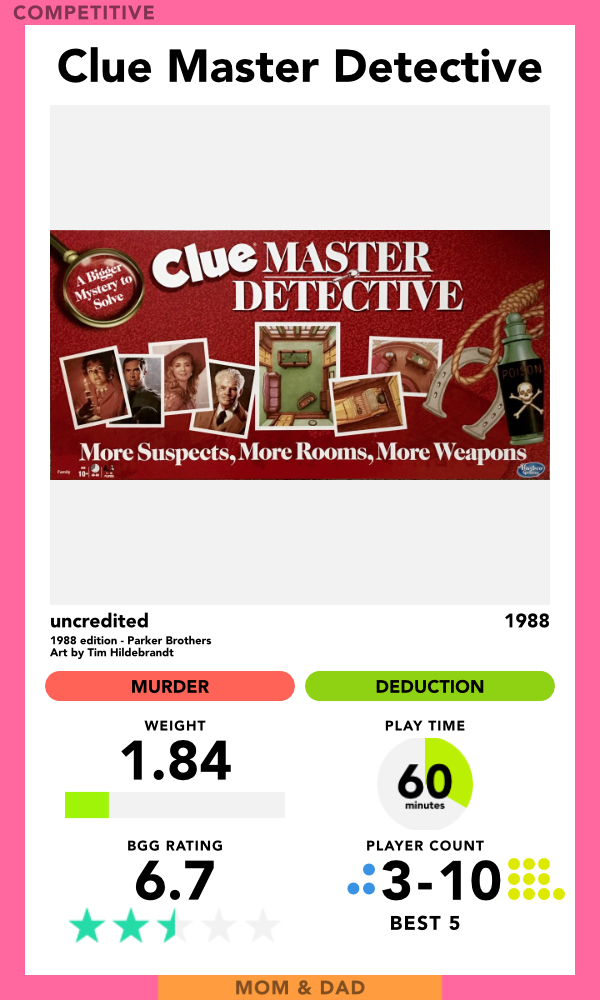 COMPETITIVE
Clue Master Detective
A Bigger
Mystery to
Solve
Clue MASTER
DETECTIVE
POISON
More Suspects, More Rooms, More Weapons
Family
10+
Hasbro
uncredited
1988
1988 edition - Parker Brothers
Art by Tim Hildebrandt
MURDER
DEDUCTION
WEIGHT
1.84
PLAY TIME
60
minutes
BGG RATING
6.7
PLAYER COUNT
3-10
BEST 5
MOM & DAD